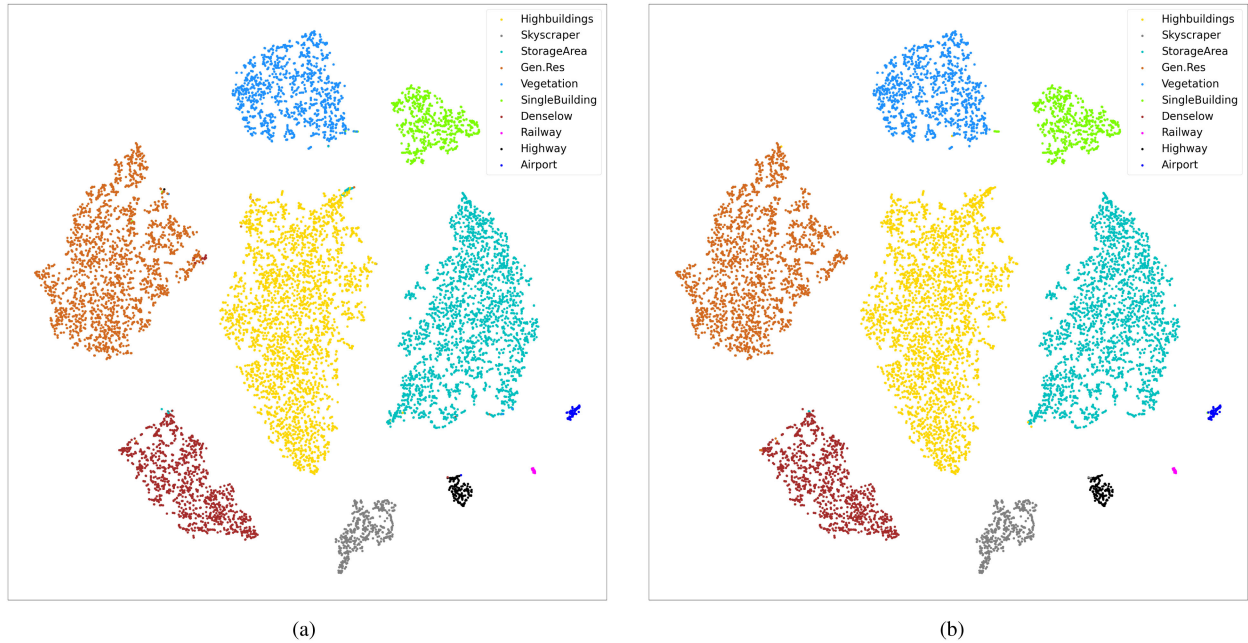 Highbuildings
Skyscraper
StorageArea
Gen.Res
Vegetation
SingleBuilding
Denselow
Railway
Highway
Airport
Highbuildings
Skyscraper
StorageArea
Gen.Res
Vegetation
SingleBuilding
Denselow
Railway
Highway
Airport
(a)
(b)